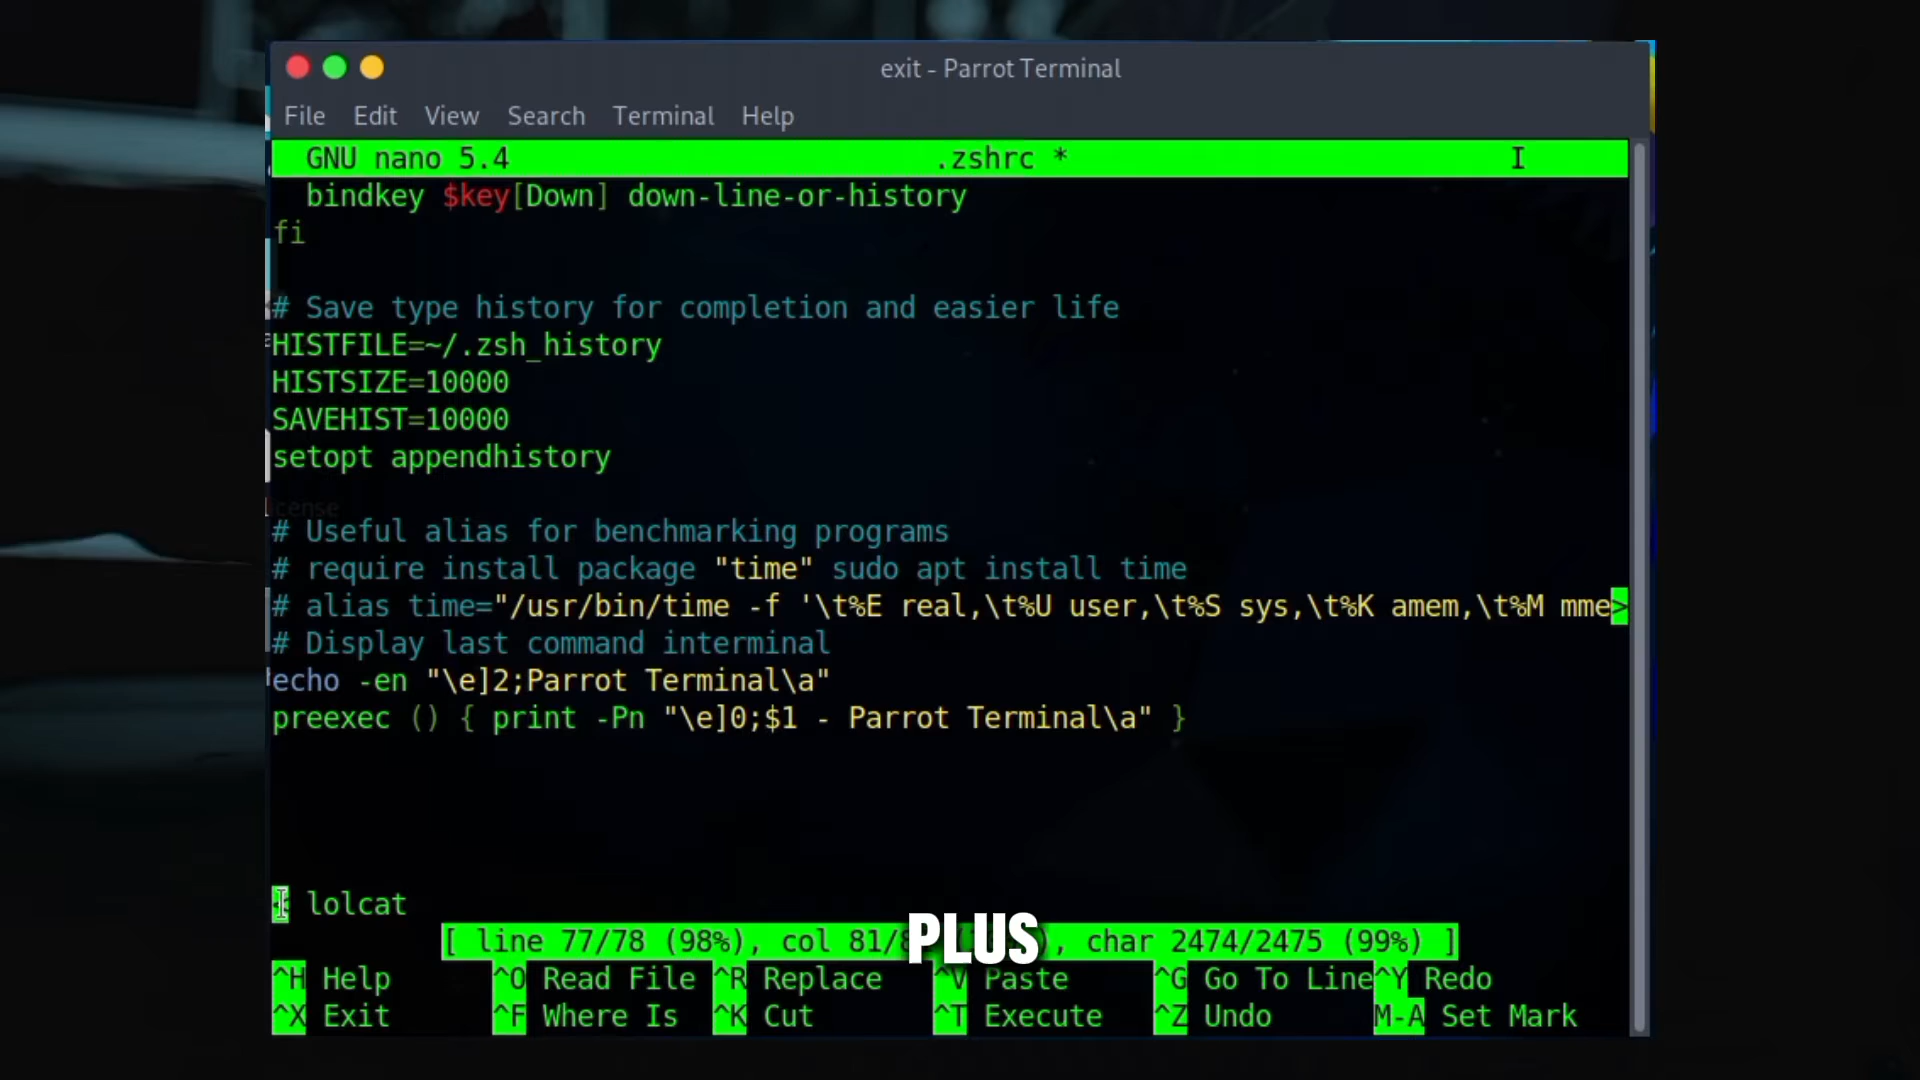 exit - Parrot Terminal
File Edit View Search Terminal Help
GNU nano 5.4 .zshrc *
bindkey $key[Down] down-line-or-history
fi
# Save type history for completion and easier life
HISTFILE=~/.zsh_history
HISTSIZE=10000
SAVEHIST=10000
setopt appendhistory
# Useful alias for benchmarking programs
# require install package "time" sudo apt install time
# alias time="/usr/bin/time -f '\t%E real,\t%U user,\t%S sys,\t%K amem,\t%M mme>
# Display last command interminal
echo -en "\e]2;Parrot Terminal\a"
preexec () { print -Pn "\e]0;$1 - Parrot Terminal\a" }
lolcat
[ line 77/78 (98%), col 81/ , char 2474/2475 (99%) ]
PLUS
^H Help ^O Read File ^R Replace ^V Paste ^G Go To Line ^Y Redo
^X Exit ^F Where Is ^K Cut ^T Execute ^Z Undo M-A Set Mark